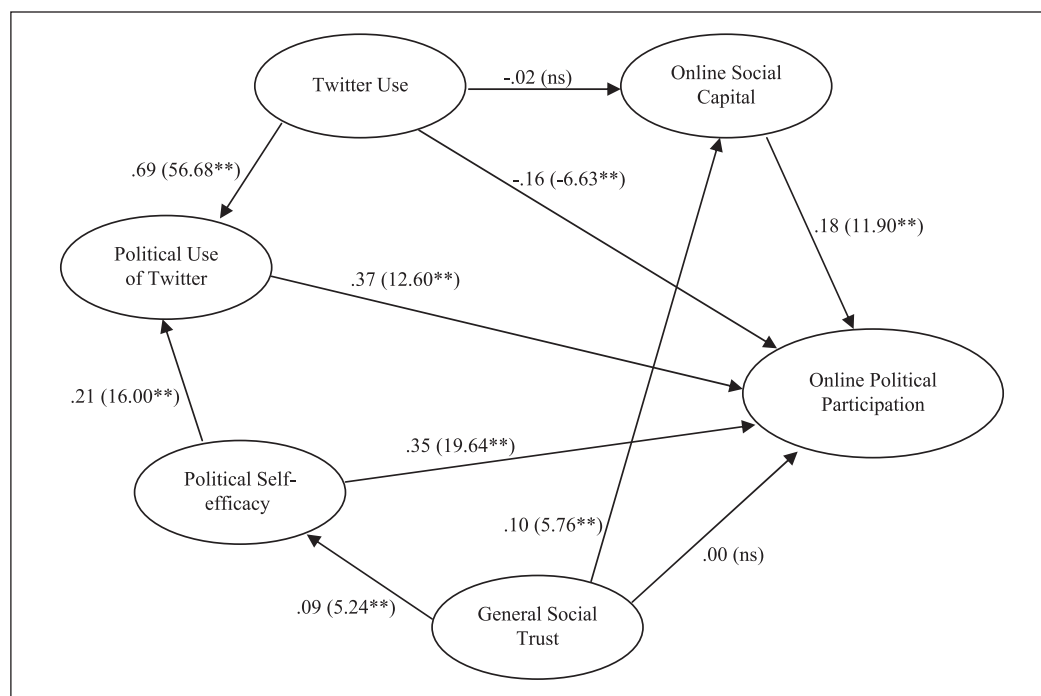 Twitter Use
-.02 (ns)
Online Social
Capital
.69 (56.68**)
-.16 (-6.63**)
.18 (11.90**)
Political Use
of Twitter
.37 (12.60**)
Online Political
Participation
.21 (16.00**)
.35 (19.64**)
Political Self-
efficacy
.10 (5.76**)
.00 (ns)
.09 (5.24**)
General Social
Trust